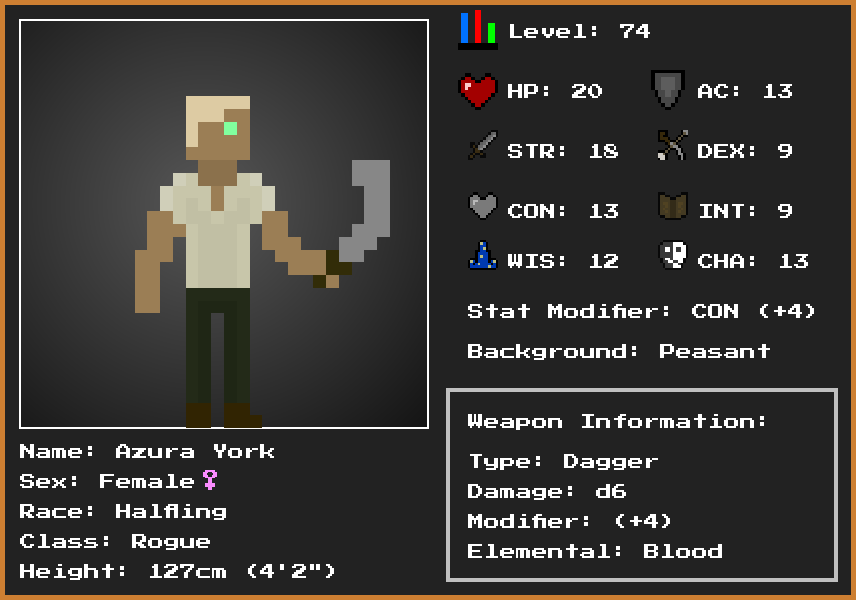 Level: 74
HP: 20 AC: 13
STR: 18 DEX: 9
CON: 13 INT: 9
WIS: 12 CHA: 13
Stat Modifier: CON (+4)
Background: Peasant
Weapon Information:
Type: Dagger
Damage: d6
Modifier: (+4)
Elemental: Blood
Name: Azura York
Sex: Female♀
Race: Halfling
Class: Rogue
Height: 127cm (4'2")